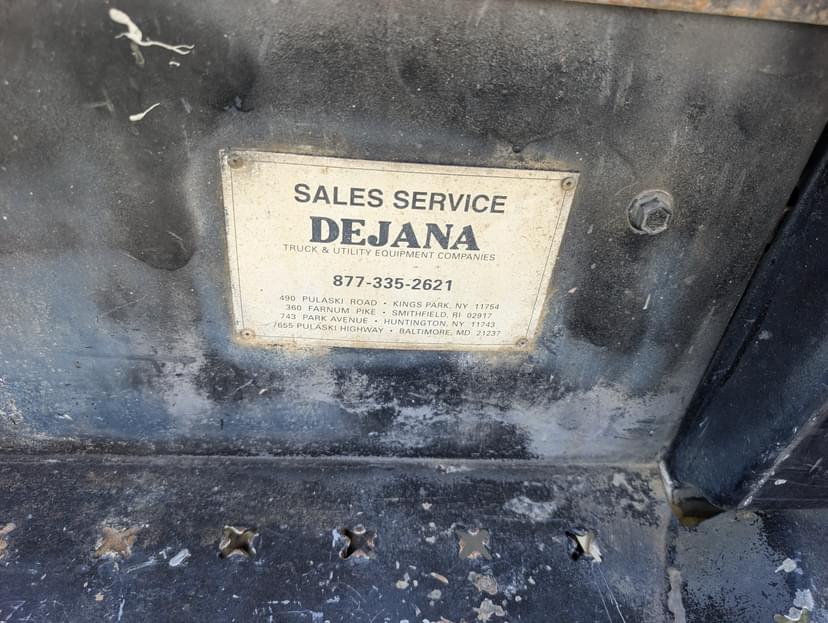 SALES SERVICE
DEJANA
TRUCK & UTILITY EQUIPMENT COMPANIES
877-335-2621
490 PULASKI ROAD • KINGS PARK, NY 11754
360 FARNUM PIKE • SMITHFIELD, RI 02917
743 PARK AVENUE • HUNTINGTON, NY 11743
7655 PULASKI HIGHWAY • BALTIMORE, MD 21237